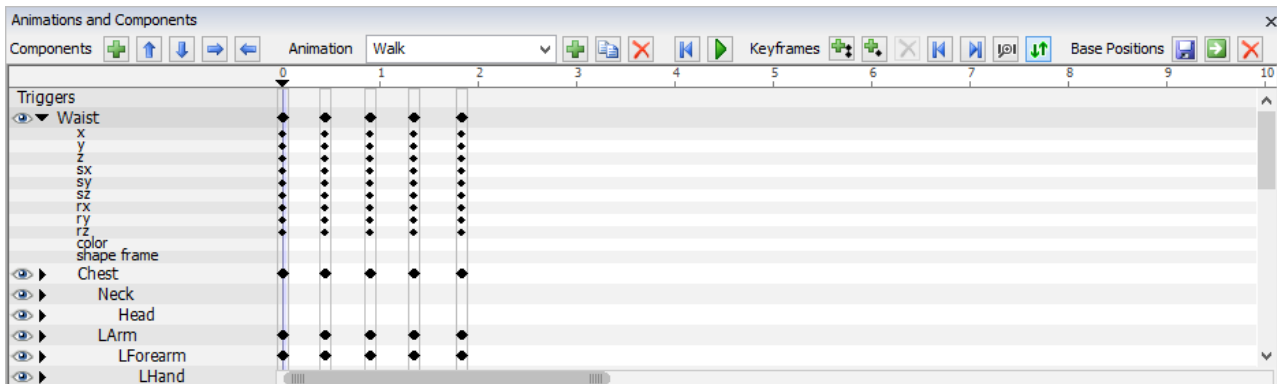 Animations and Components
Components Animation Walk Keyframes Base Positions
0 1 2 3 4 5 6 7 8 9 10
Triggers
Waist
x
y
z
sx
sy
sz
rx
ry
rz
color
shape frame
Chest
Neck
Head
LArm
LForearm
LHand